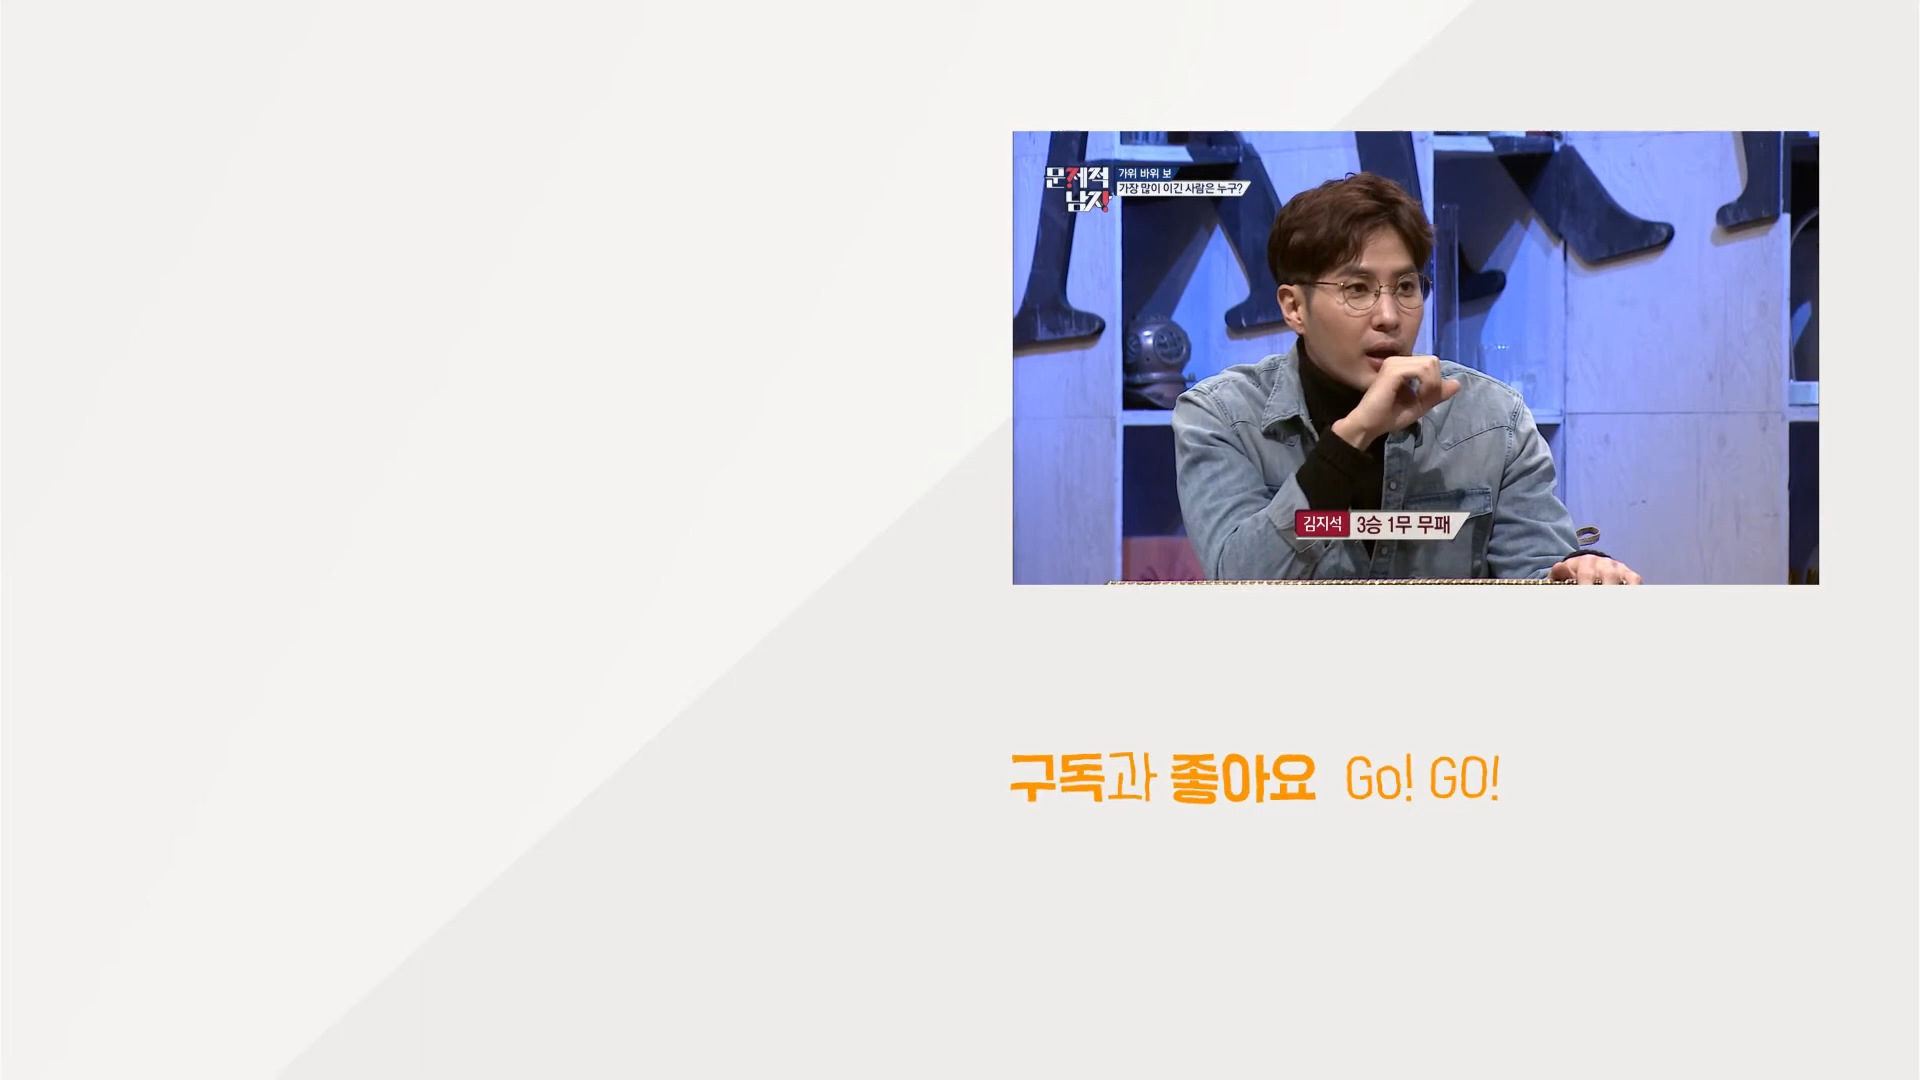 문제적
남자
가위 바위 보
가장 많이 이긴 사람은 누구?
김지석 3승 1무 무패
구독과 좋아요 Go! GO!